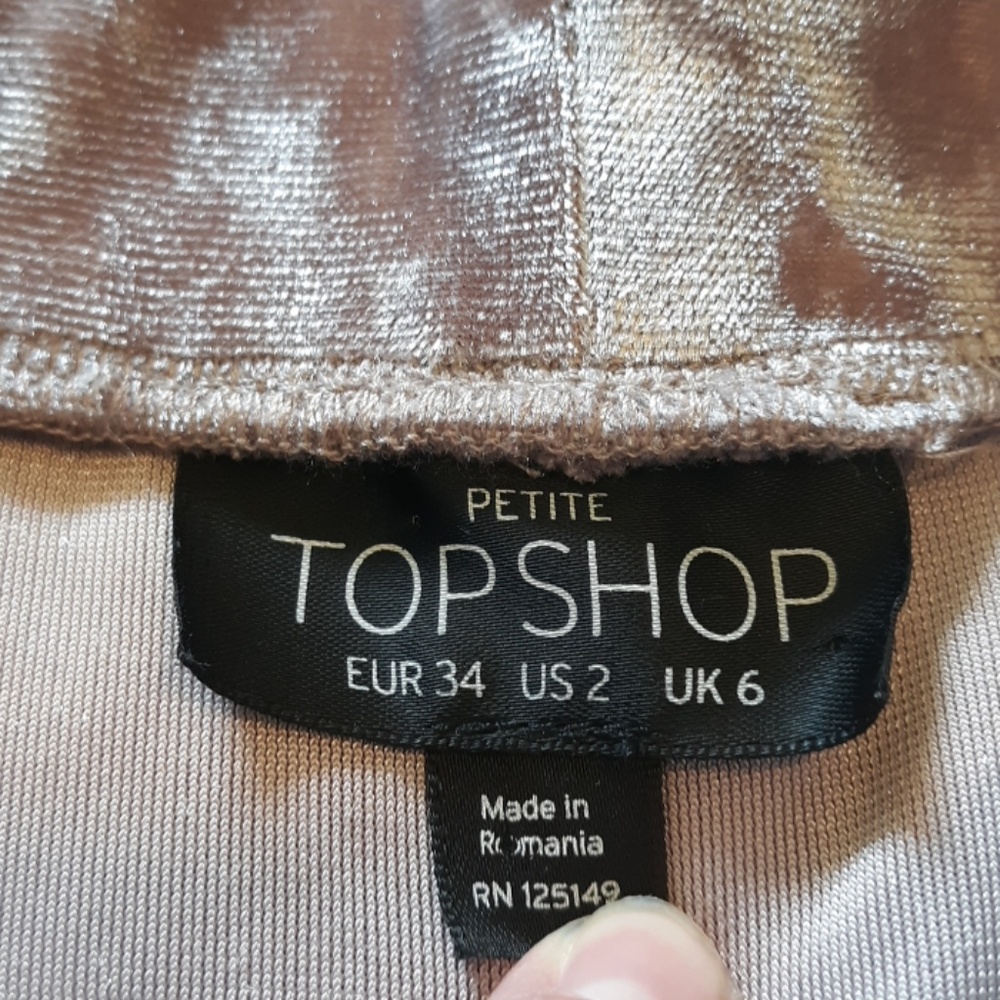 PETITE
TOPSHOP
EUR 34 US 2 UK 6
Made in
Romania
RN 125149